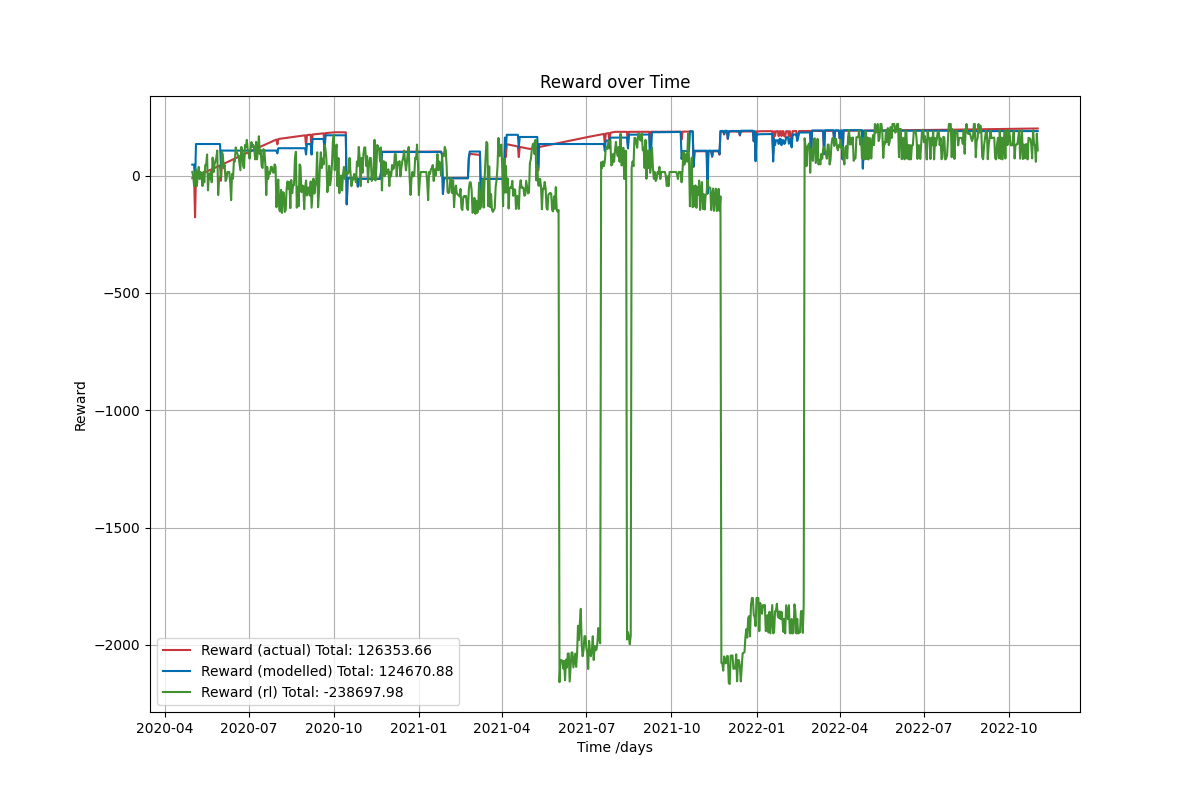 Reward over Time
0
−500
−1000
−1500
−2000
Reward
Reward (actual) Total: 126353.66
Reward (modelled) Total: 124670.88
Reward (rl) Total: -238697.98
2020-04 2020-07 2020-10 2021-01 2021-04 2021-07 2021-10 2022-01 2022-04 2022-07 2022-10
Time /days